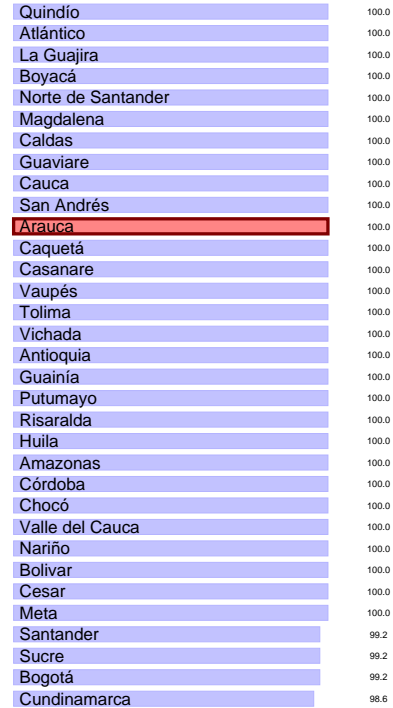 Quindío 100.0
Atlántico 100.0
La Guajira 100.0
Boyacá 100.0
Norte de Santander 100.0
Magdalena 100.0
Caldas 100.0
Guaviare 100.0
Cauca 100.0
San Andrés 100.0
Arauca 100.0
Caquetá 100.0
Casanare 100.0
Vaupés 100.0
Tolima 100.0
Vichada 100.0
Antioquia 100.0
Guainía 100.0
Putumayo 100.0
Risaralda 100.0
Huila 100.0
Amazonas 100.0
Córdoba 100.0
Chocó 100.0
Valle del Cauca 100.0
Nariño 100.0
Bolivar 100.0
Cesar 100.0
Meta 100.0
Santander 99.2
Sucre 99.2
Bogotá 99.2
Cundinamarca 98.6